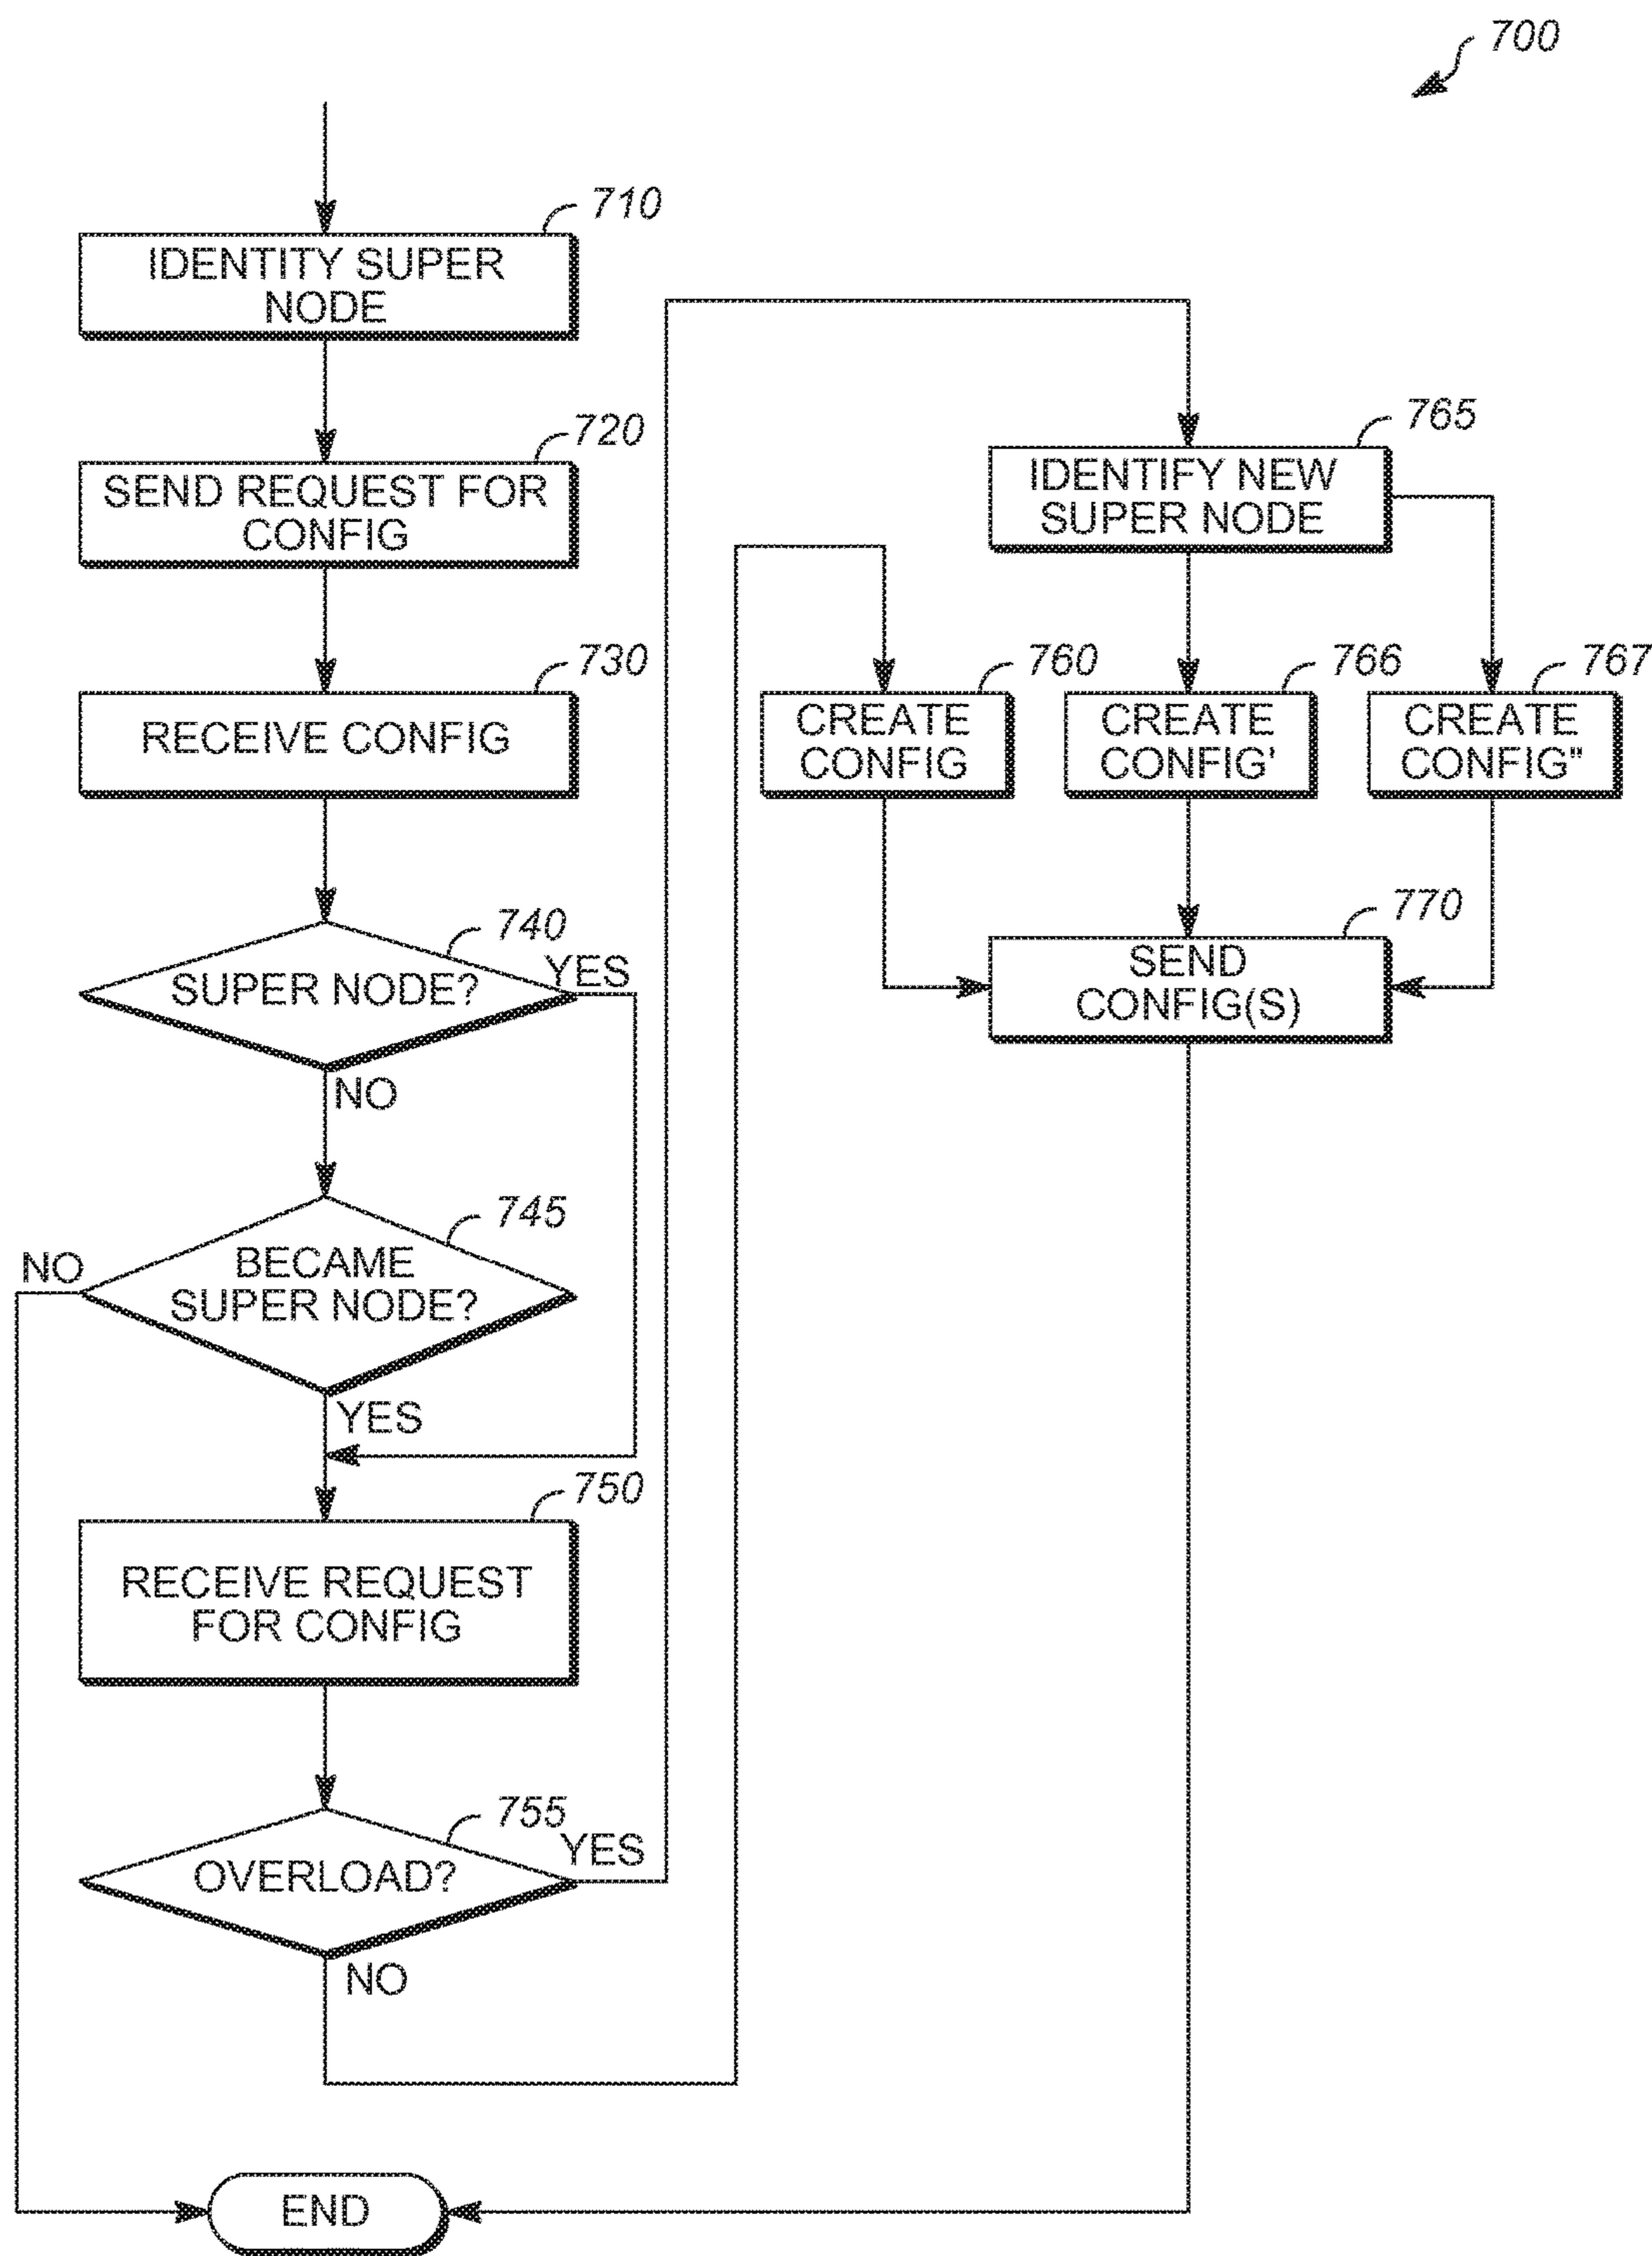 700
710
IDENTITY SUPER
NODE
720
SEND REQUEST FOR
CONFIG
730
RECEIVE CONFIG
740
SUPER NODE?
YES
NO
745
BECAME
SUPER NODE?
NO
YES
750
RECEIVE REQUEST
FOR CONFIG
755
OVERLOAD?
YES
NO
765
IDENTIFY NEW
SUPER NODE
760
CREATE
CONFIG
766
CREATE
CONFIG'
767
CREATE
CONFIG"
770
SEND
CONFIG(S)
END